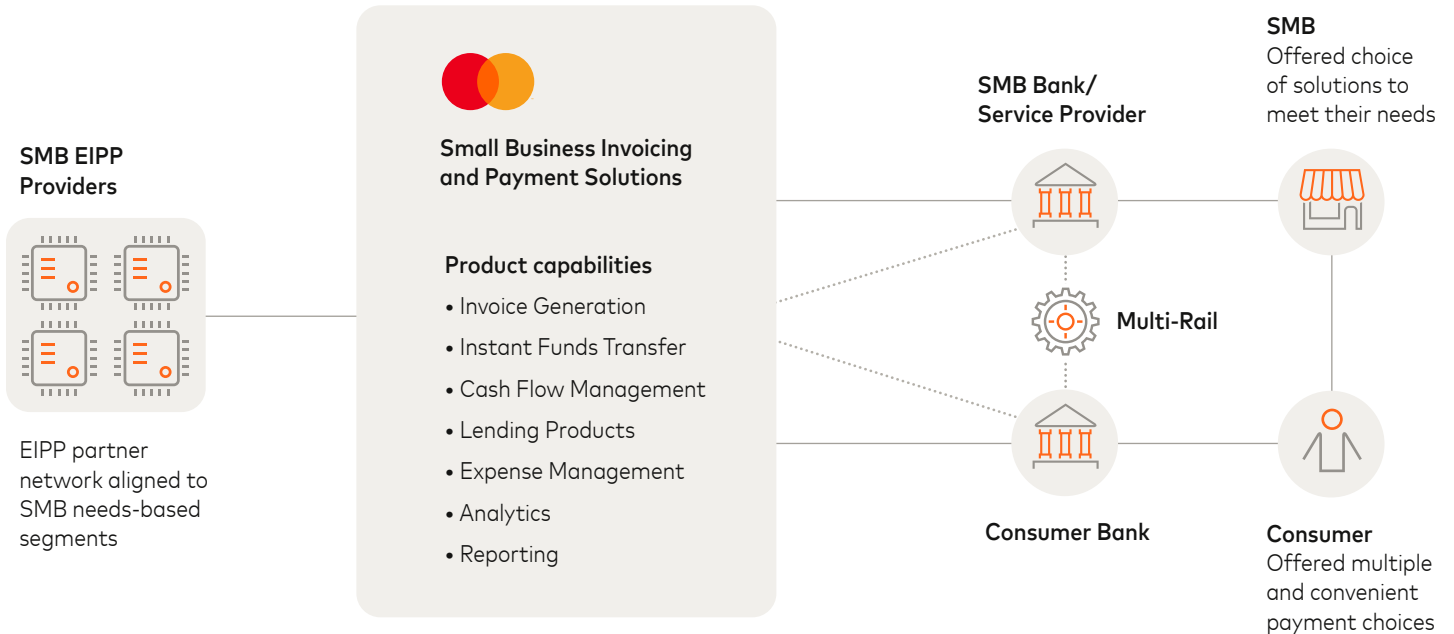 SMB EIPP
Providers
EIPP partner
network aligned to
SMB needs-based
segments
Small Business Invoicing
and Payment Solutions
Product capabilities
• Invoice Generation
• Instant Funds Transfer
• Cash Flow Management
• Lending Products
• Expense Management
• Analytics
• Reporting
SMB Bank/
Service Provider
Multi-Rail
Consumer Bank
SMB
Offered choice
of solutions to
meet their needs
Consumer
Offered multiple
and convenient
payment choices